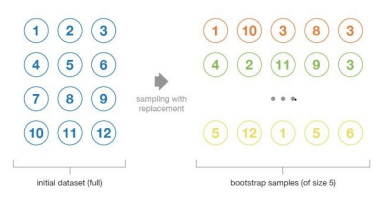 1 2 3
4 5 6
7 8 9
10 11 12
initial dataset (full)
sampling with
replacement
1 10 3 8 3
4 2 11 9 3
5 12 1 5 6
bootstrap samples (of size 5)